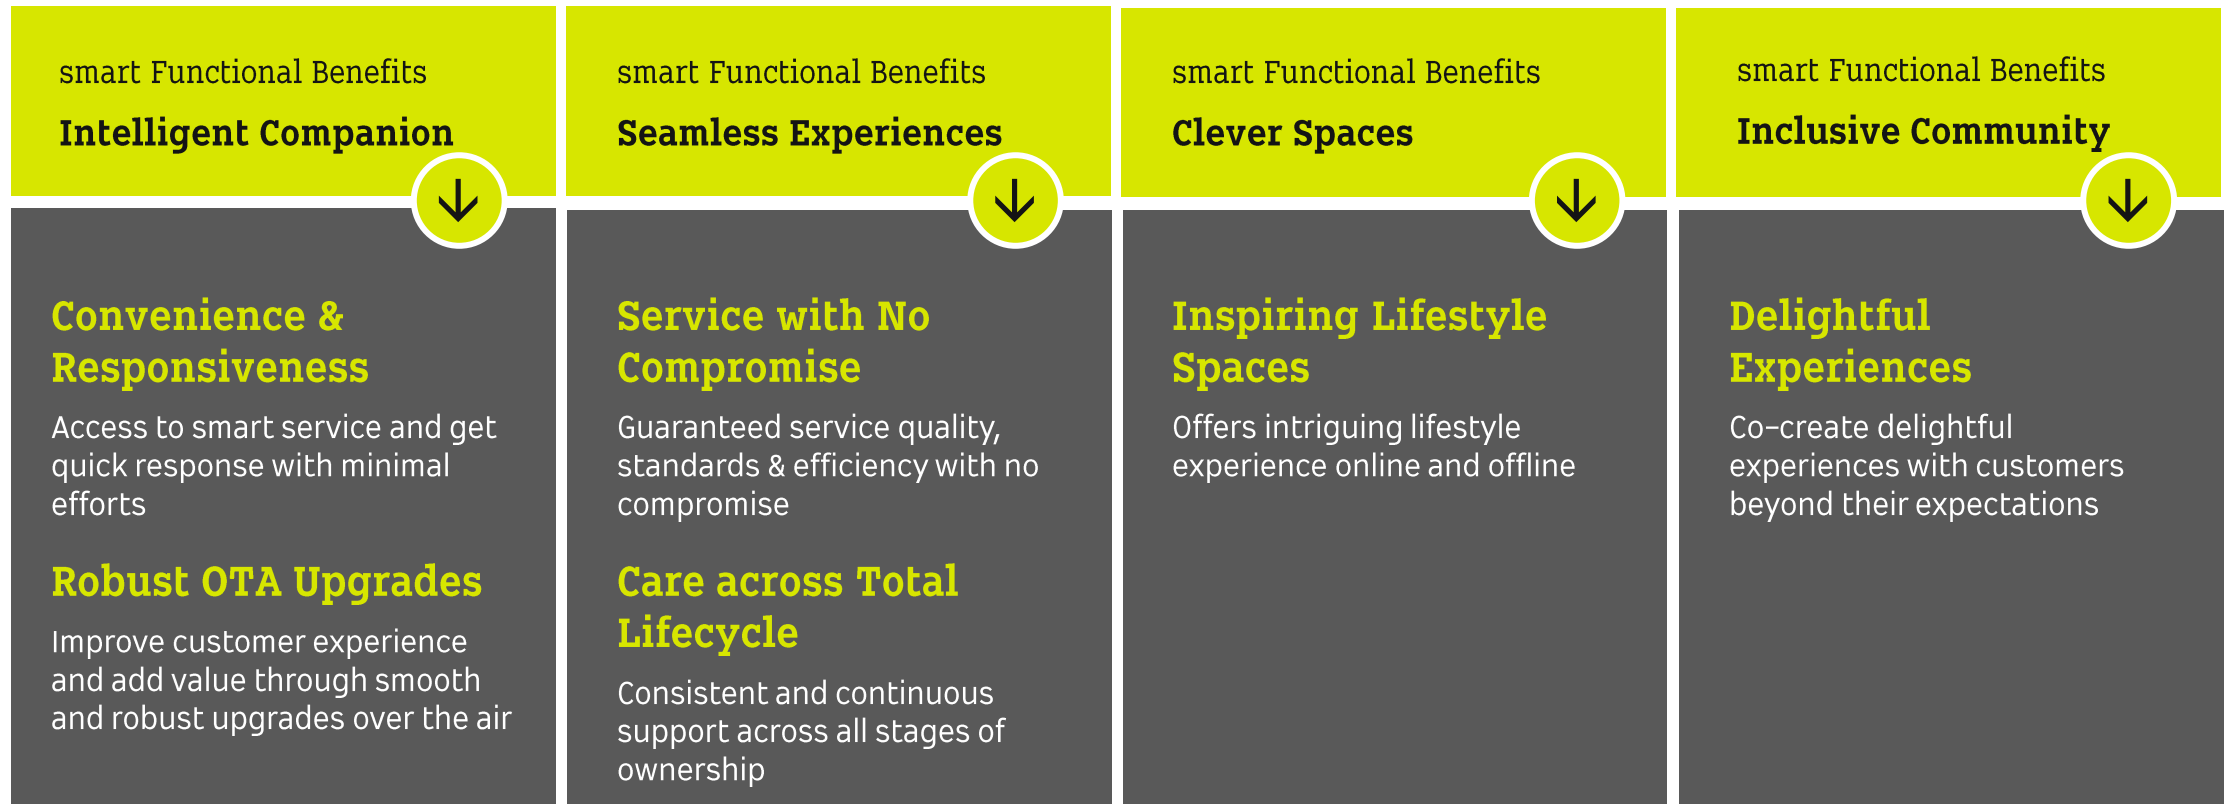 smart Functional Benefits
Intelligent Companion
Convenience &
Responsiveness
Access to smart service and get
quick response with minimal
efforts
Robust OTA Upgrades
Improve customer experience
and add value through smooth
and robust upgrades over the air
smart Functional Benefits
Seamless Experiences
Service with No
Compromise
Guaranteed service quality,
standards & efficiency with no
compromise
Care across Total
Lifecycle
Consistent and continuous
support across all stages of
ownership
smart Functional Benefits
Clever Spaces
Inspiring Lifestyle
Spaces
Offers intriguing lifestyle
experience online and offline
smart Functional Benefits
Inclusive Community
Delightful
Experiences
Co-create delightful
experiences with customers
beyond their expectations